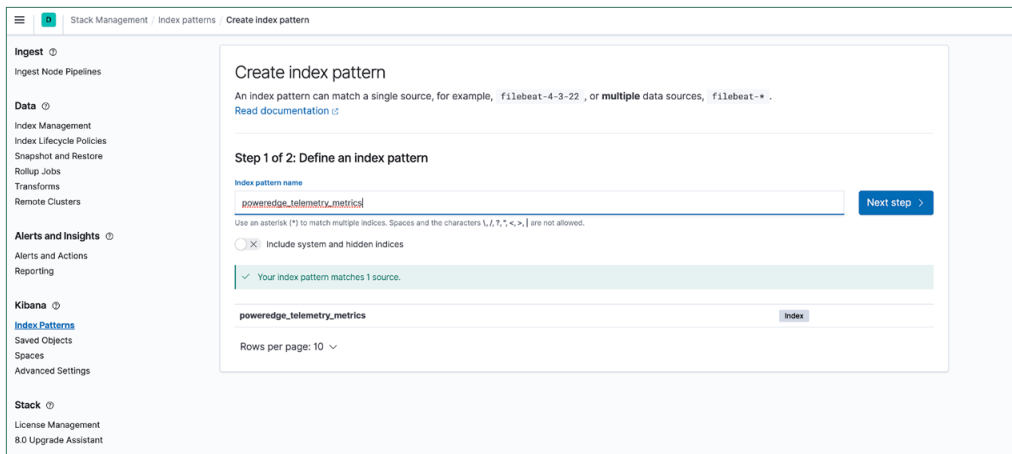 D Stack Management / Index patterns / Create index pattern
Ingest
Ingest Node Pipelines
Data
Index Management
Index Lifecycle Policies
Snapshot and Restore
Rollup Jobs
Transforms
Remote Clusters
Alerts and Insights
Alerts and Actions
Reporting
Kibana
Index Patterns
Saved Objects
Spaces
Advanced Settings
Stack
License Management
8.0 Upgrade Assistant
Create index pattern
An index pattern can match a single source, for example, filebeat-4-3-22 , or multiple data sources, filebeat-* .
Read documentation
Step 1 of 2: Define an index pattern
Index pattern name
poweredge_telemetry_metrics
Next step >
Use an asterisk (*) to match multiple indices. Spaces and the characters \, /, ?, ", <, >, | are not allowed.
Include system and hidden indices
Your index pattern matches 1 source.
poweredge_telemetry_metrics Index
Rows per page: 10